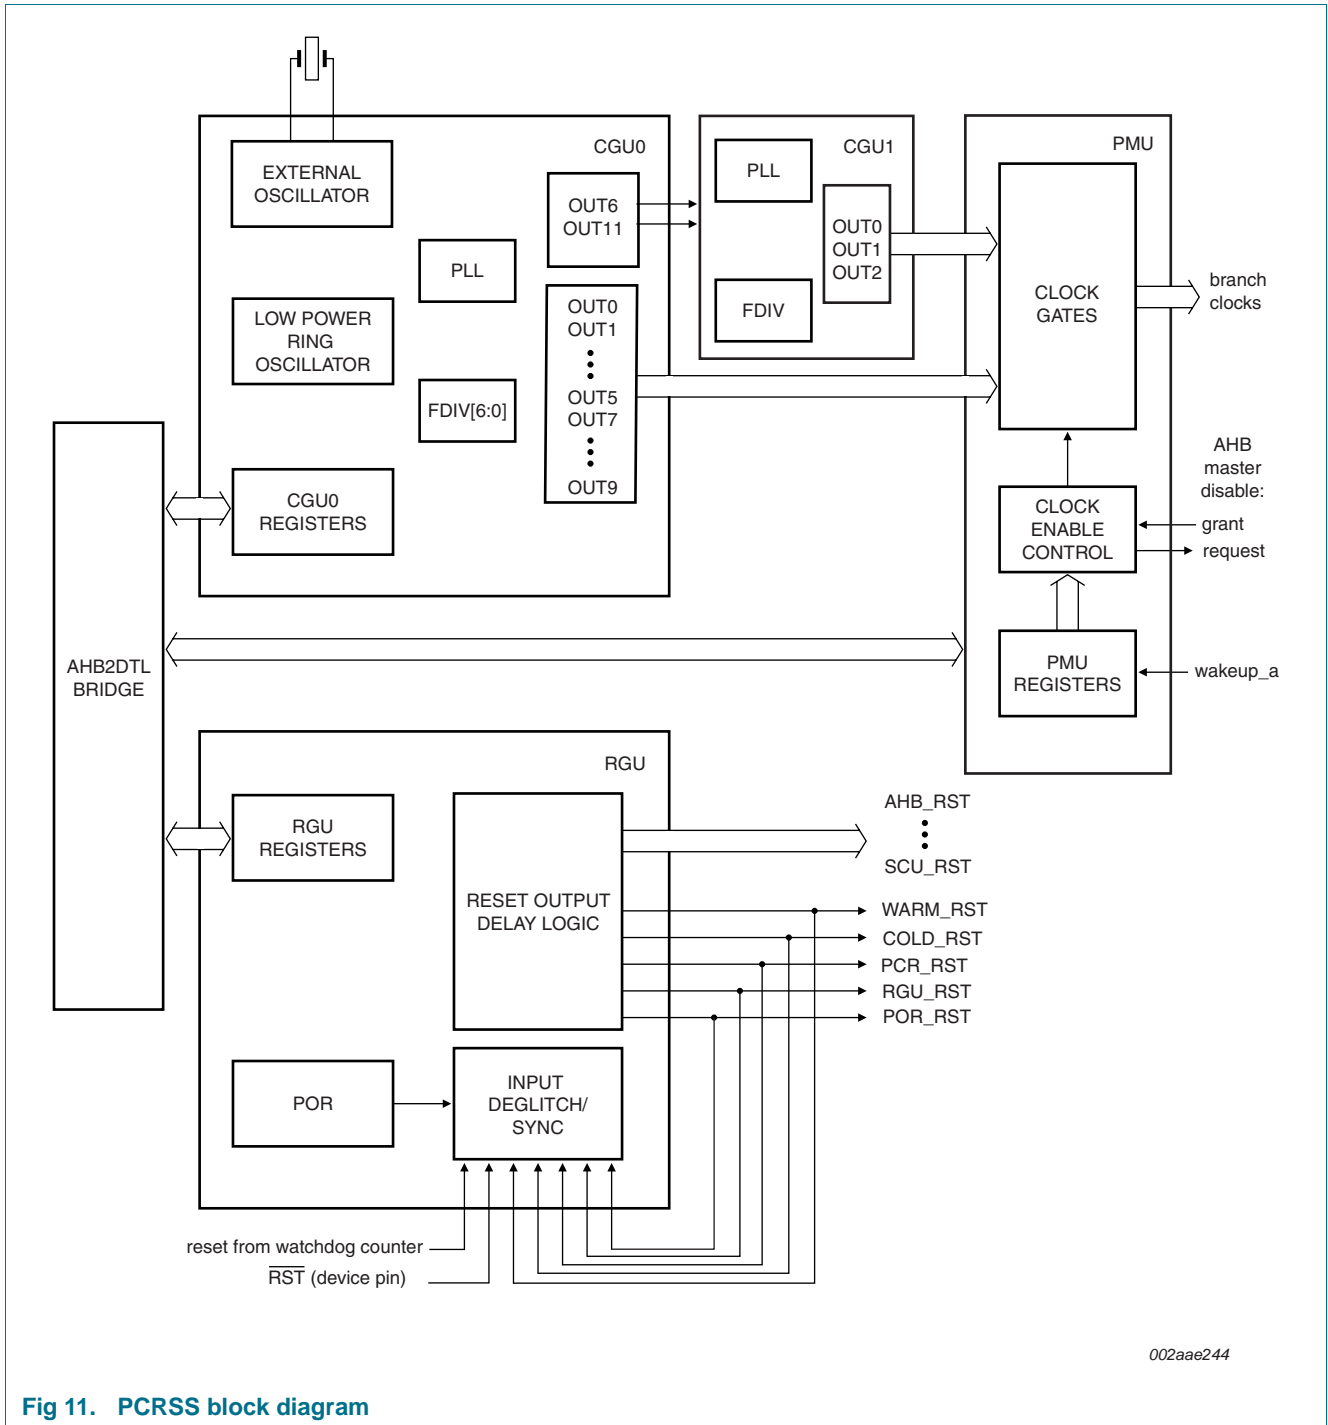 CGU0
EXTERNAL
OSCILLATOR
OUT6
OUT11
PLL
LOW POWER
RING
OSCILLATOR
OUT0
OUT1
OUT5
OUT7
OUT9
FDIV[6:0]
CGU0
REGISTERS
CGU1
PLL
OUT0
OUT1
OUT2
FDIV
PMU
CLOCK
GATES
branch
clocks
AHB
master
disable:
grant
request
CLOCK
ENABLE
CONTROL
PMU
REGISTERS
wakeup_a
AHB2DTL
BRIDGE
RGU
RGU
REGISTERS
RESET OUTPUT
DELAY LOGIC
AHB_RST
SCU_RST
WARM_RST
COLD_RST
PCR_RST
RGU_RST
POR_RST
POR
INPUT
DEGLITCH/
SYNC
reset from watchdog counter
RST (device pin)
002aae244
Fig 11. PCRSS block diagram